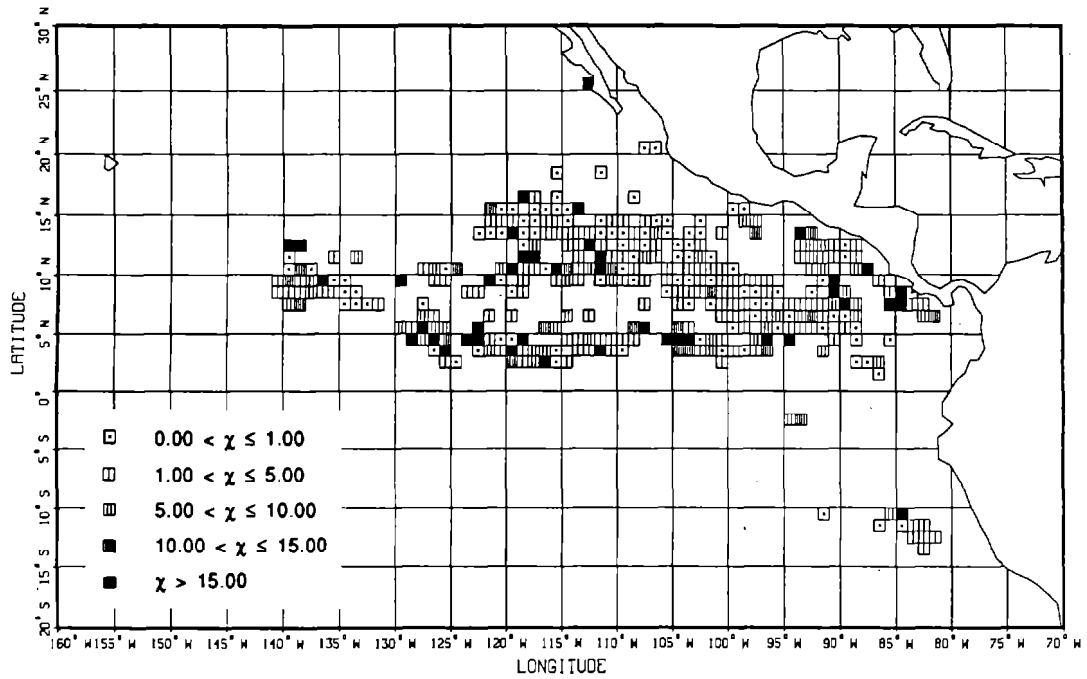 30° N
25° N
20° N
15° N
10° N
5° N
0°
5° S
10° S
15° S
20° S
LATITUDE
0.00 < χ ≤ 1.00
1.00 < χ ≤ 5.00
5.00 < χ ≤ 10.00
10.00 < χ ≤ 15.00
χ > 15.00
160° W 155° W 150° W 145° W 140° W 135° W 130° W 125° W 120° W 115° W 110° W 105° W 100° W 95° W 90° W 85° W 80° W 75° W 70° W
LONGITUDE